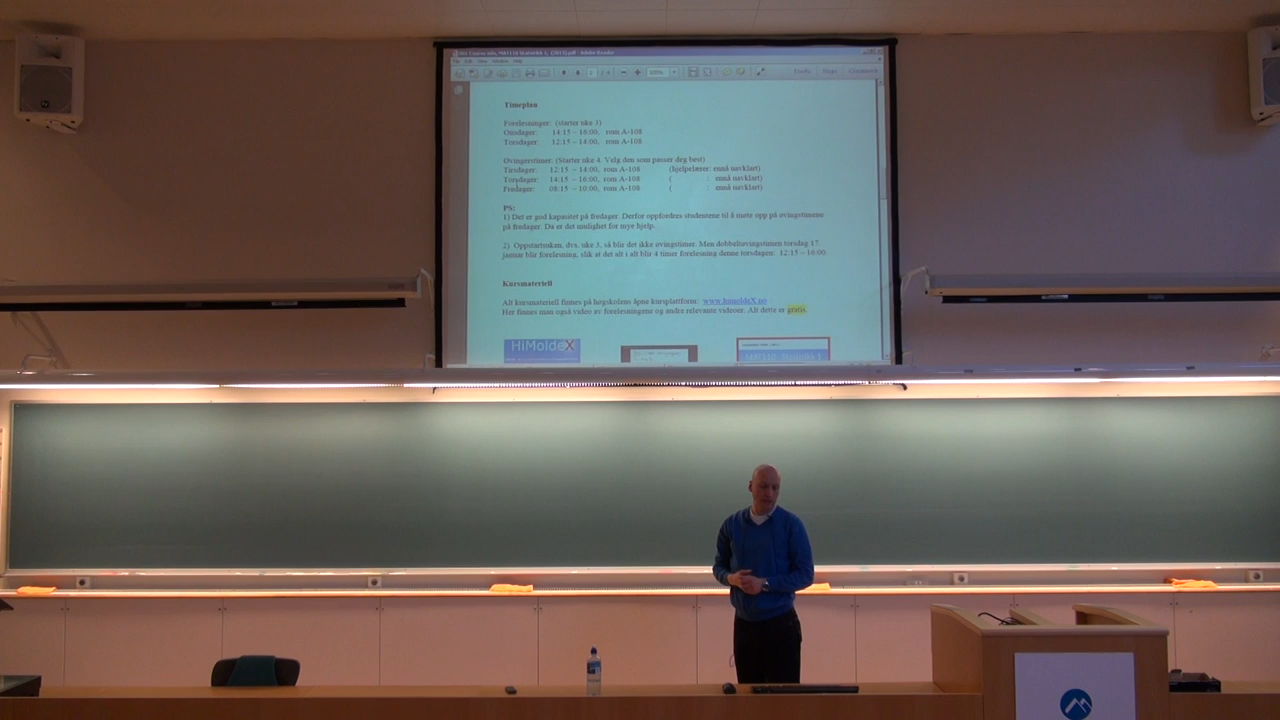 Timeplan
Forelesninger: (starter uke 3)
Onsdager: 14:15 – 16:00, rom A-108
Torsdager: 12:15 – 14:00, rom A-108
Øvingerstimer: (Starter uke 4. Velg den som passer deg best)
Tirsdager: 12:15 – 14:00, rom A-108 (hjelpelærer: ennå uavklart)
Torsdager: 14:15 – 16:00, rom A-108 ( : ennå uavklart)
Fredager: 08:15 – 10:00, rom A-108 ( : ennå uavklart)
PS:
1) Det er god kapasitet på fredager. Derfor oppfordres studentene til å møte opp på øvingstimene
på fredager. Da er det mulighet for mye hjelp.
2) Oppstartsuken, dvs. uke 3, så blir det ikke øvingstimer. Men dobbeltøvingstimen torsdag 17.
januar blir forelesning, slik at det alt i alt blir 4 timer forelesning denne torsdagen: 12:15 – 16:00.
Kursmateriell
Alt kursmateriell finnes på høgskolens åpne kursplattform: www.himoldeX.no
Her finnes man også video av forelesningene og andre relevante videoer. Alt dette er gratis.
HiMoldeX
MAT110 Statistikk 1